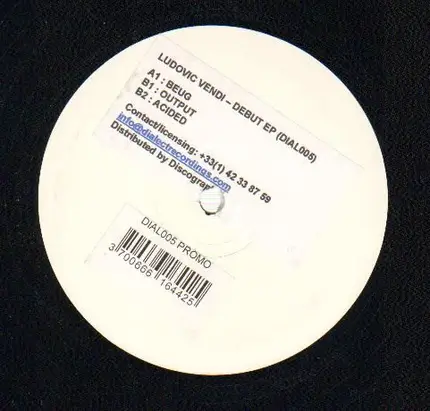 LUDOVIC VENDI - DEBUT EP (DIAL005)
A1 : BEUG
B1 : OUTPUT
B2 : ACIDED
Contact/licensing: +33(1) 42 33 87 59
info@dialectrecordings.com
Distributed by Discograp
DIAL005 PROMO
3 700666 164425